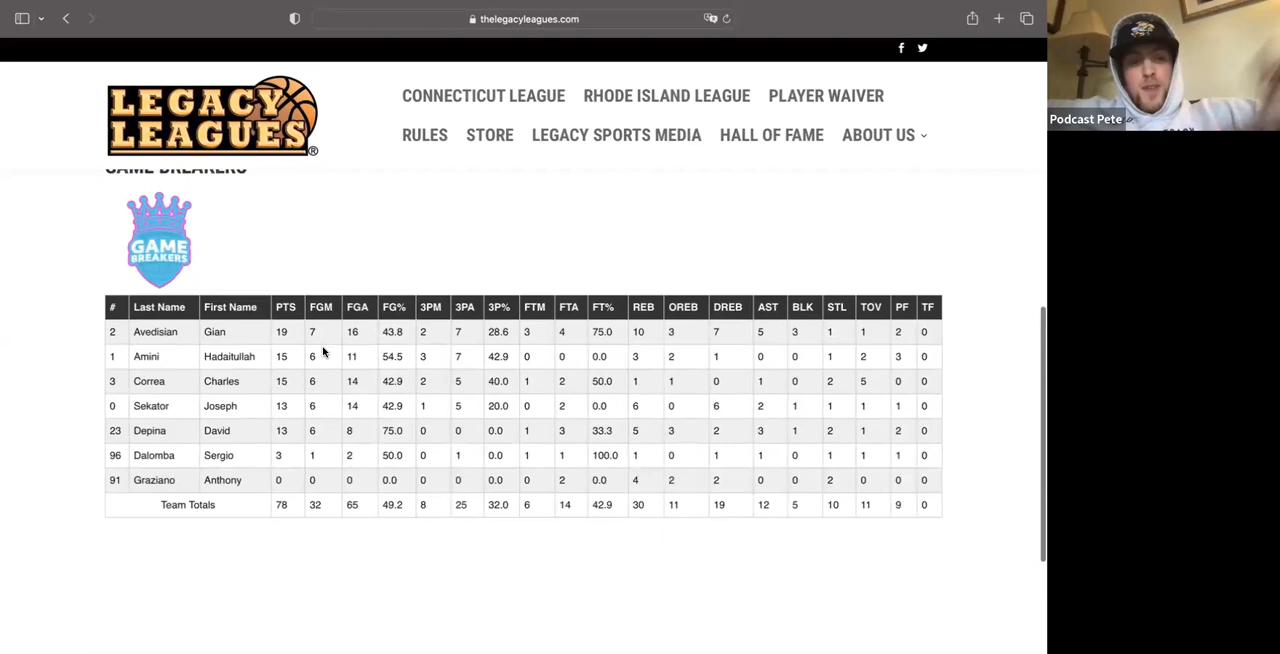 thelegacyleagues.com
LEGACY
LEAGUES
®
CONNECTICUT LEAGUE RHODE ISLAND LEAGUE PLAYER WAIVER
RULES STORE LEGACY SPORTS MEDIA HALL OF FAME ABOUT US
Podcast Pete
GAME BREAKERS
GAME
BREAKERS
# Last Name First Name PTS FGM FGA FG% 3PM 3PA 3P% FTM FTA FT% REB OREB DREB AST BLK STL TOV PF TF
2 Avedisian Gian 19 7 16 43.8 2 7 28.6 3 4 75.0 10 3 7 5 3 1 1 2 0
1 Amini Hadaitullah 15 6 11 54.5 3 7 42.9 0 0 0.0 3 2 1 0 0 1 2 3 0
3 Correa Charles 15 6 14 42.9 2 5 40.0 1 2 50.0 1 1 0 1 0 2 5 0 0
0 Sekator Joseph 13 6 14 42.9 1 5 20.0 0 2 0.0 6 0 6 2 1 1 1 1 0
23 Depina David 13 6 8 75.0 0 0 0.0 1 3 33.3 5 3 2 3 1 2 1 2 0
96 Dalomba Sergio 3 1 2 50.0 0 1 0.0 1 1 100.0 1 0 1 1 0 1 1 1 0
91 Graziano Anthony 0 0 0 0.0 0 0 0.0 0 2 0.0 4 2 2 0 0 2 0 0 0
Team Totals 78 32 65 49.2 8 25 32.0 6 14 42.9 30 11 19 12 5 10 11 9 0